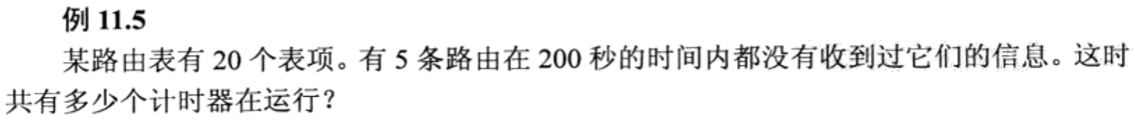 例 11.5
某路由表有 20 个表项。有 5 条路由在 200 秒的时间内都没有收到过它们的信息。这时
共有多少个计时器在运行？